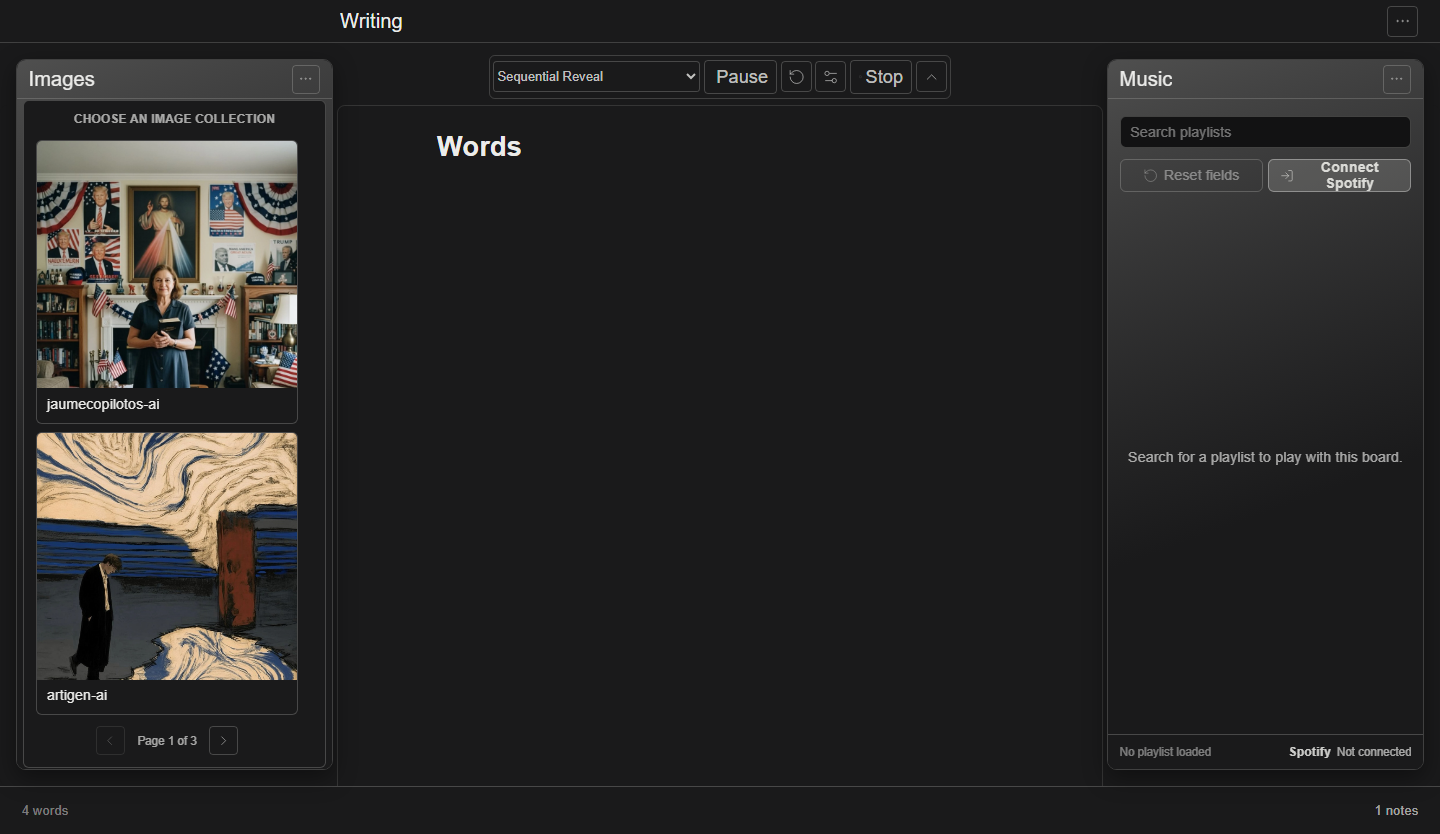 Writing
...
Images
...
CHOOSE AN IMAGE COLLECTION
TRUMP
jaumecopilotos-ai
artigen-ai
Page 1 of 3
Sequential Reveal
Pause
Stop
Words
Music
...
Search playlists
Reset fields
Connect
Spotify
Search for a playlist to play with this board.
No playlist loaded
Spotify Not connected
4 words
1 notes